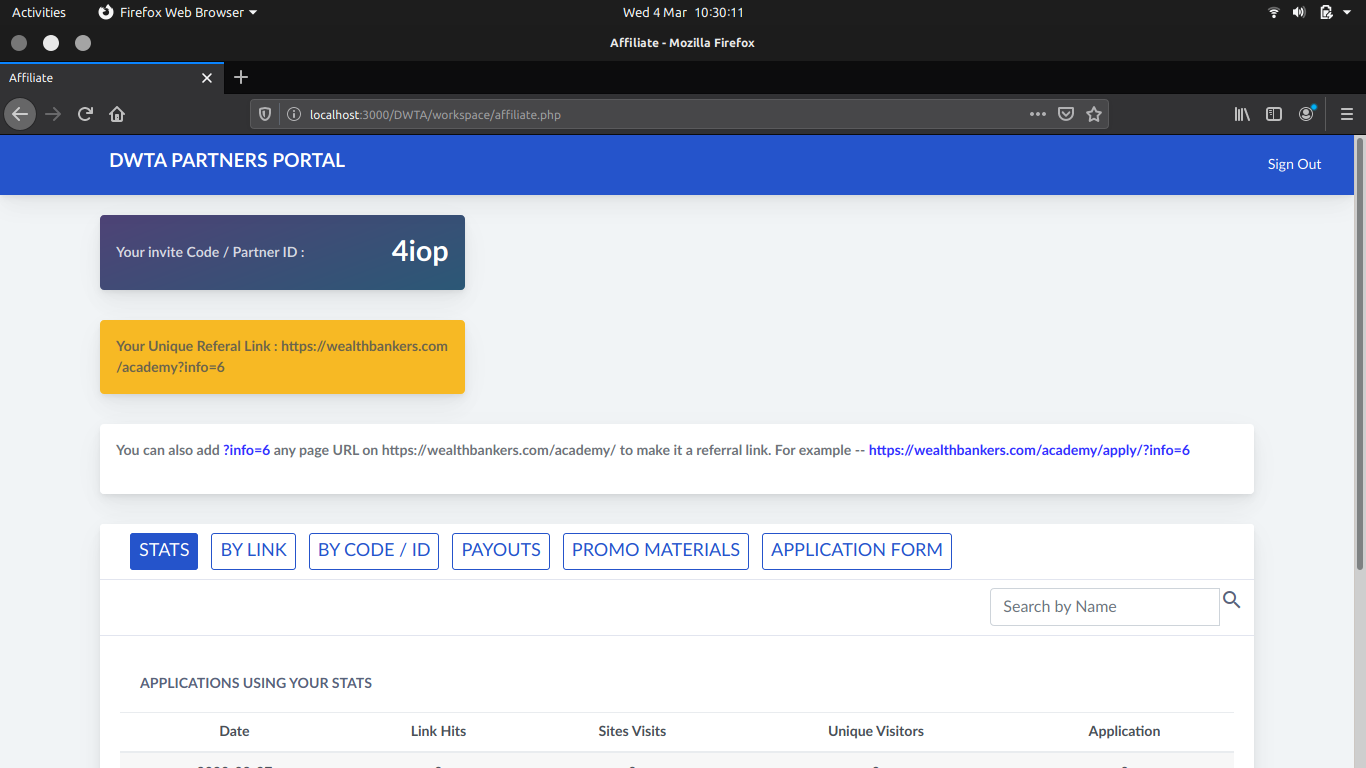 Activities Firefox Web Browser Wed 4 Mar 10:30:11
Affiliate - Mozilla Firefox
Affiliate
localhost:3000/DWTA/workspace/affiliate.php
DWTA PARTNERS PORTAL Sign Out
Your invite Code / Partner ID : 4iop
Your Unique Referal Link : https://wealthbankers.com
/academy?info=6
You can also add ?info=6 any page URL on https://wealthbankers.com/academy/ to make it a referral link. For example -- https://wealthbankers.com/academy/apply/?info=6
STATS BY LINK BY CODE / ID PAYOUTS PROMO MATERIALS APPLICATION FORM
Search by Name
APPLICATIONS USING YOUR STATS
Date Link Hits Sites Visits Unique Visitors Application